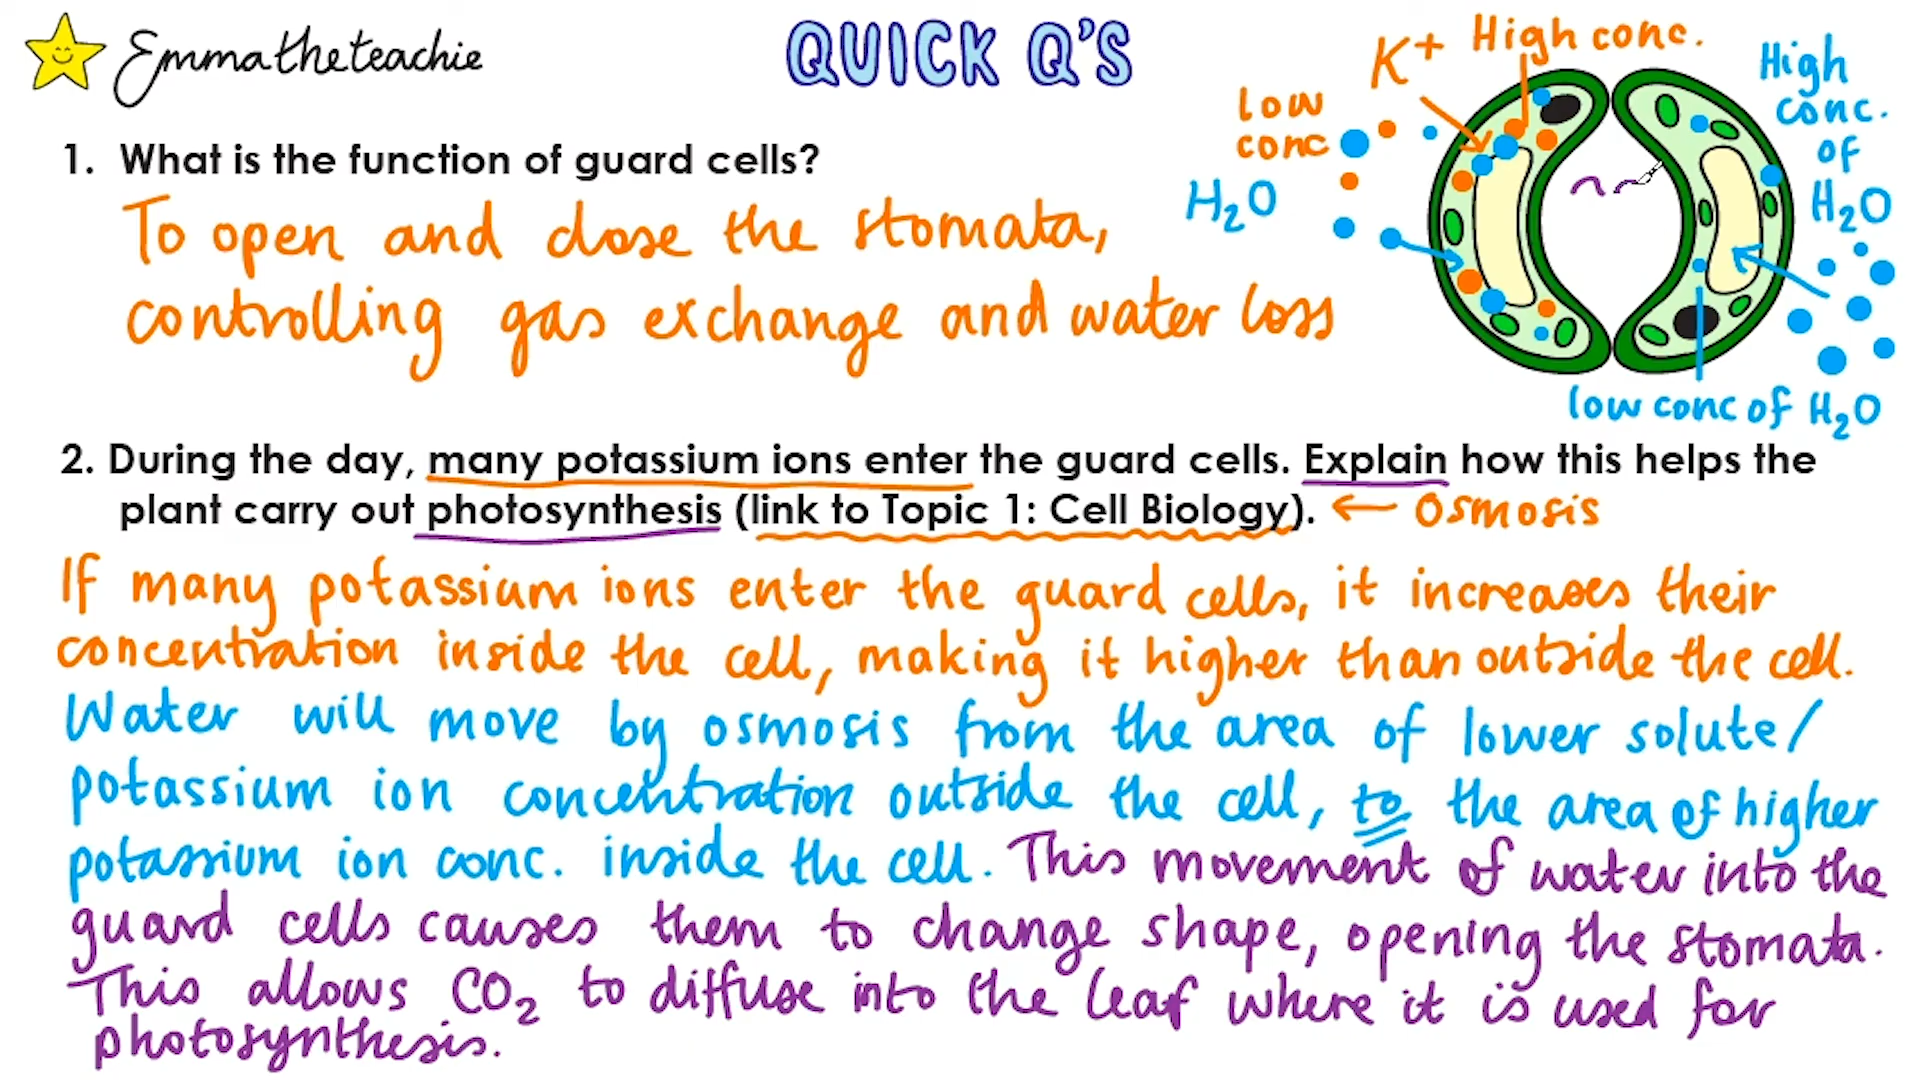 Emmatheteachie
QUICK Q'S
1. What is the function of guard cells?
To open and close the stomata,
controlling gas exchange and water loss
K+
High conc.
low
conc
H₂O
High
conc.
of
H₂O
low conc of H₂O
2. During the day, many potassium ions enter the guard cells. Explain how this helps the
plant carry out photosynthesis (link to Topic 1: Cell Biology). ← Osmosis
If many potassium ions enter the guard cells, it increases their
concentration inside the cell, making it higher than outside the cell.
Water will move by osmosis from the area of lower solute/
potassium ion concentration outside the cell, to the area of higher
potassium ion conc. inside the cell. This movement of water into the
guard cells causes them to change shape, opening the stomata.
This allows CO₂ to diffuse into the leaf where it is used for
photosynthesis.